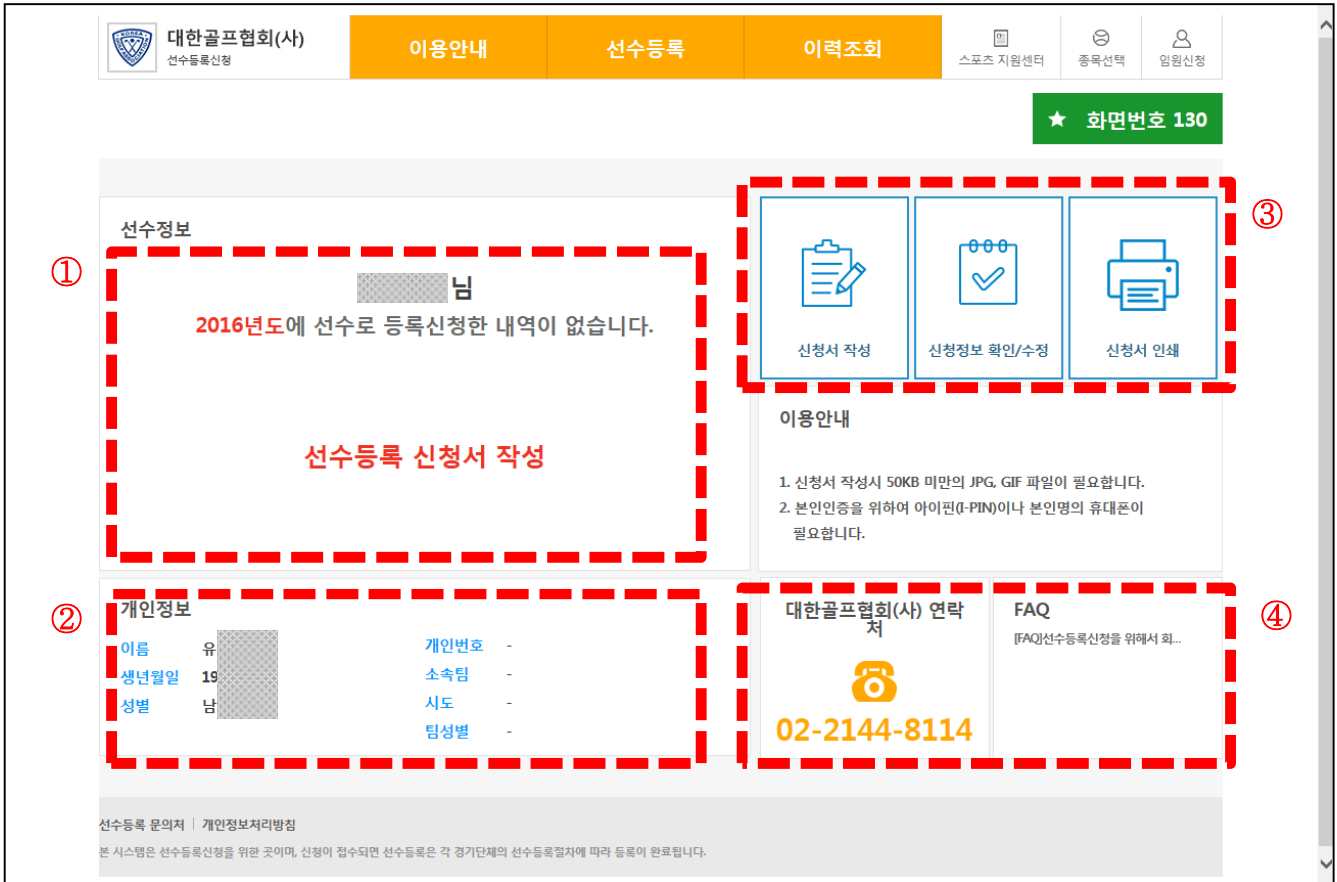 대한골프협회(사)
선수등록신청
이용안내
선수등록
이력조회
스포츠 지원센터
종목선택
임원신청
★ 화면번호 130
선수정보
①
님
2016년도에 선수로 등록신청한 내역이 없습니다.
선수등록 신청서 작성
③
신청서 작성
신청정보 확인/수정
신청서 인쇄
이용안내
1. 신청서 작성시 50KB 미만의 JPG, GIF 파일이 필요합니다.
2. 본인인증을 위하여 아이핀(I-PIN)이나 본인명의 휴대폰이
필요합니다.
②
개인정보
이름 유
생년월일 19
성별 남
개인번호 -
소속팀 -
시도 -
팀성별 -
대한골프협회(사) 연락
처
02-2144-8114
FAQ
[FAQ]선수등록신청을 위해서 회...
④
선수등록 문의처 | 개인정보처리방침
본 시스템은 선수등록신청을 위한 곳이며, 신청이 접수되면 선수등록은 각 경기단체의 선수등록절차에 따라 등록이 완료됩니다.